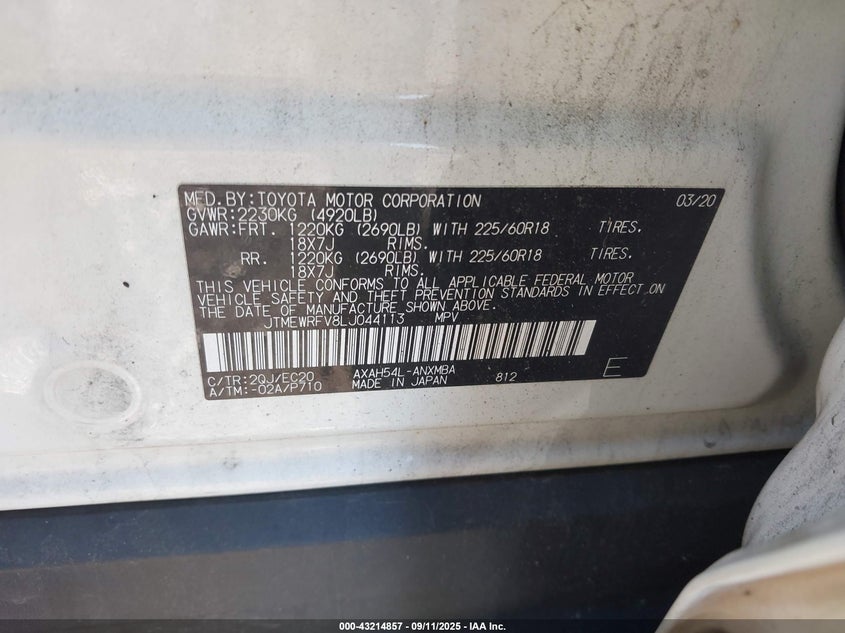 MFD.BY:TOYOTA MOTOR CORPORATION 03/20
GVWR:2230KG (4920LB)
GAWR:FRT. 1220KG (2690LB) WITH 225/60R18 TIRES.
18X7J RIMS.
RR. 1220KG (2690LB) WITH 225/60R18 TIRES.
18X7J RIMS.
THIS VEHICLE CONFORMS TO ALL APPLICABLE FEDERAL MOTOR
VEHICLE SAFETY AND THEFT PREVENTION STANDARDS IN EFFECT ON
THE DATE OF MANUFACTURE SHOWN ABOVE.
JTMEWRFV8LJ044113 MPV
C/TR:2QJ/EC20 AXAH54L-ANXMBA
A/TM:-02A/P710 MADE IN JAPAN 812 E
000-43214857 - 09/11/2025 - IAA Inc.